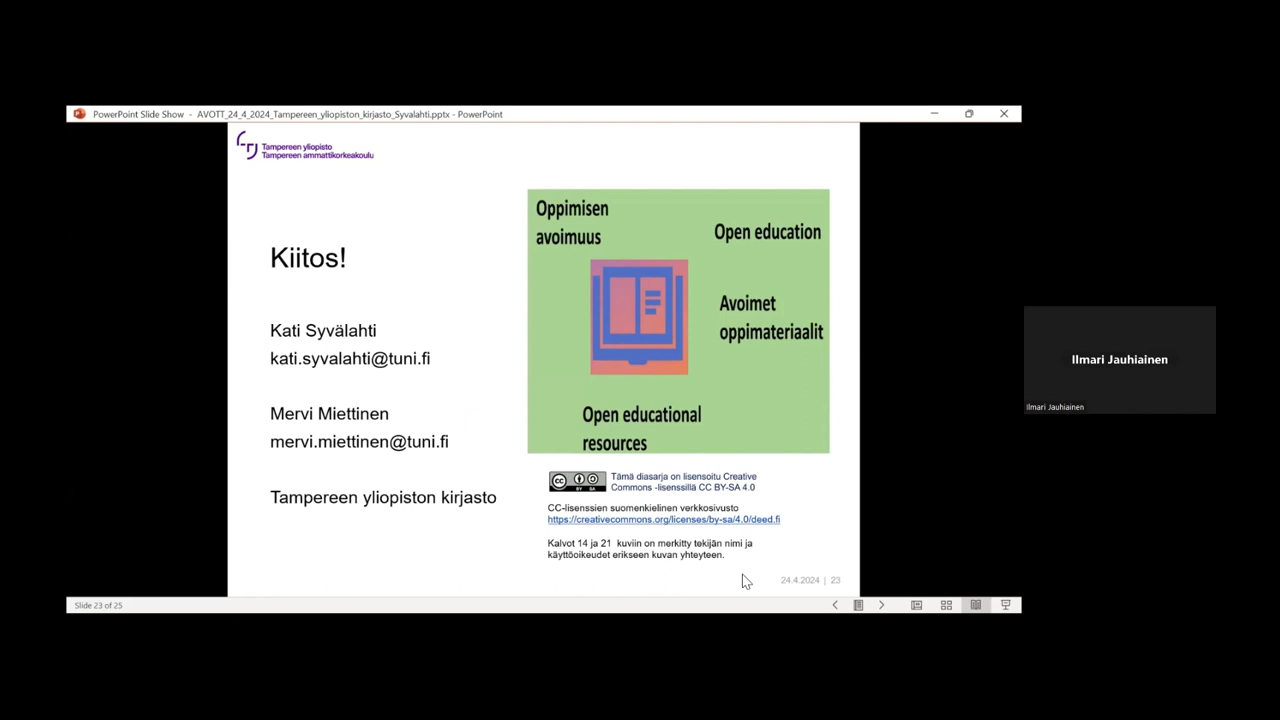 PowerPoint Slide Show - AVOTT_24_4_2024_Tampereen_yliopiston_kirjasto_Syvalahti.pptx - PowerPoint
Tampereen yliopisto
Tampereen ammattikorkeakoulu
Kiitos!
Kati Syvälahti
kati.syvalahti@tuni.fi
Mervi Miettinen
mervi.miettinen@tuni.fi
Tampereen yliopiston kirjasto
Oppimisen
avoimuus
Open education
Avoimet
oppimateriaalit
Open educational
resources
CC BY SA
Tämä diasarja on lisensoitu Creative
Commons -lisenssillä CC BY-SA 4.0
CC-lisenssien suomenkielinen verkkosivusto
https://creativecommons.org/licenses/by-sa/4.0/deed.fi
Kalvot 14 ja 21 kuviin on merkitty tekijän nimi ja
käyttöoikeudet erikseen kuvan yhteyteen.
24.4.2024 | 23
Slide 23 of 25
Ilmari Jauhiainen
Ilmari Jauhiainen